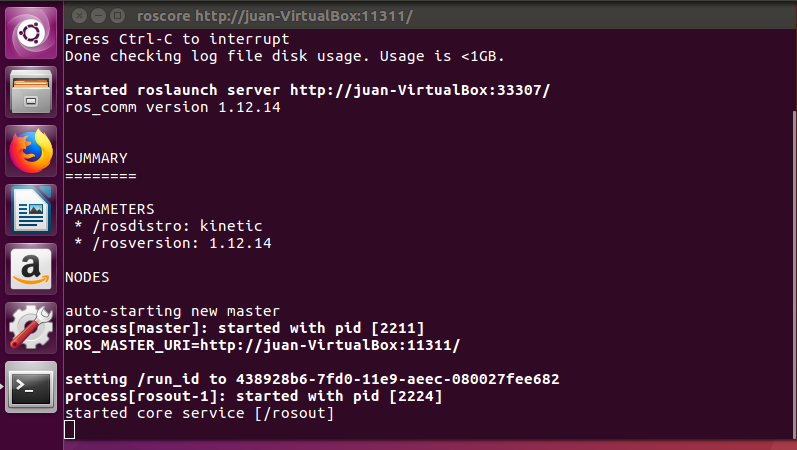 roscore http://juan-VirtualBox:11311/
Press Ctrl-C to interrupt
Done checking log file disk usage. Usage is <1GB.
started roslaunch server http://juan-VirtualBox:33307/
ros_comm version 1.12.14
SUMMARY
========
PARAMETERS
 * /rosdistro: kinetic
 * /rosversion: 1.12.14
NODES
auto-starting new master
process[master]: started with pid [2211]
ROS_MASTER_URI=http://juan-VirtualBox:11311/
setting /run_id to 438928b6-7fd0-11e9-aeec-080027fee682
process[rosout-1]: started with pid [2224]
started core service [/rosout]